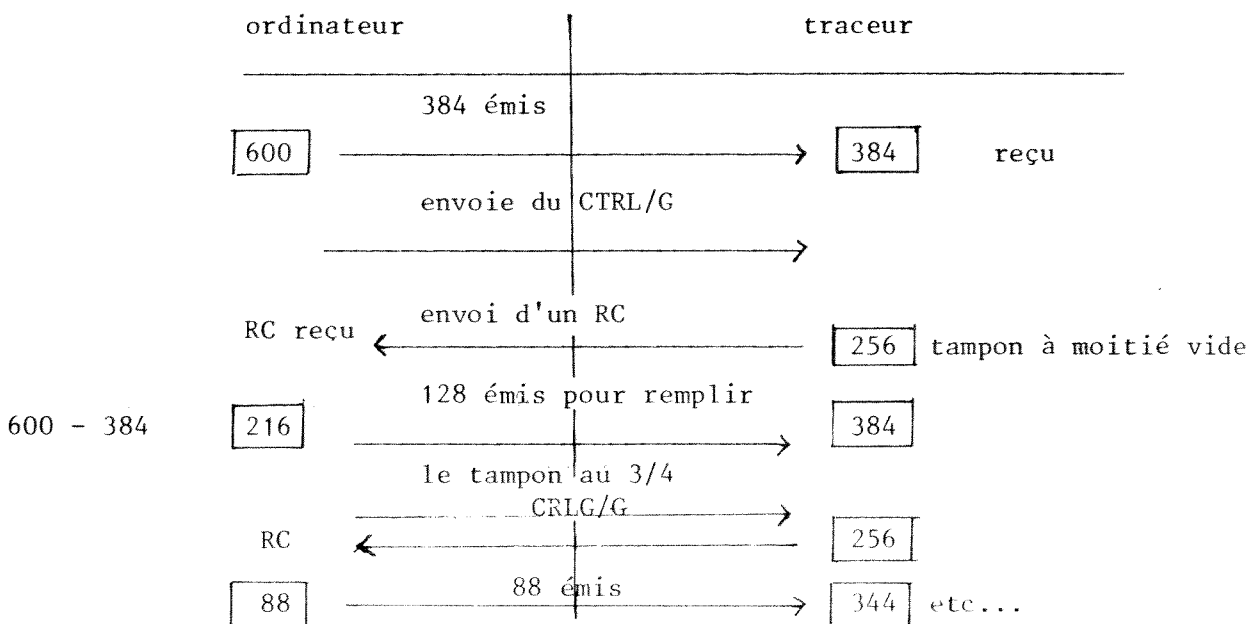 ordinateur traceur
384 émis
600 384 reçu
envoie du CTRL/G
envoi d'un RC
RC reçu 256 tampon à moitié vide
128 émis pour remplir
600 - 384 216 384
le tampon au 3/4
CRLG/G
RC 256
88 émis
88 344 etc...